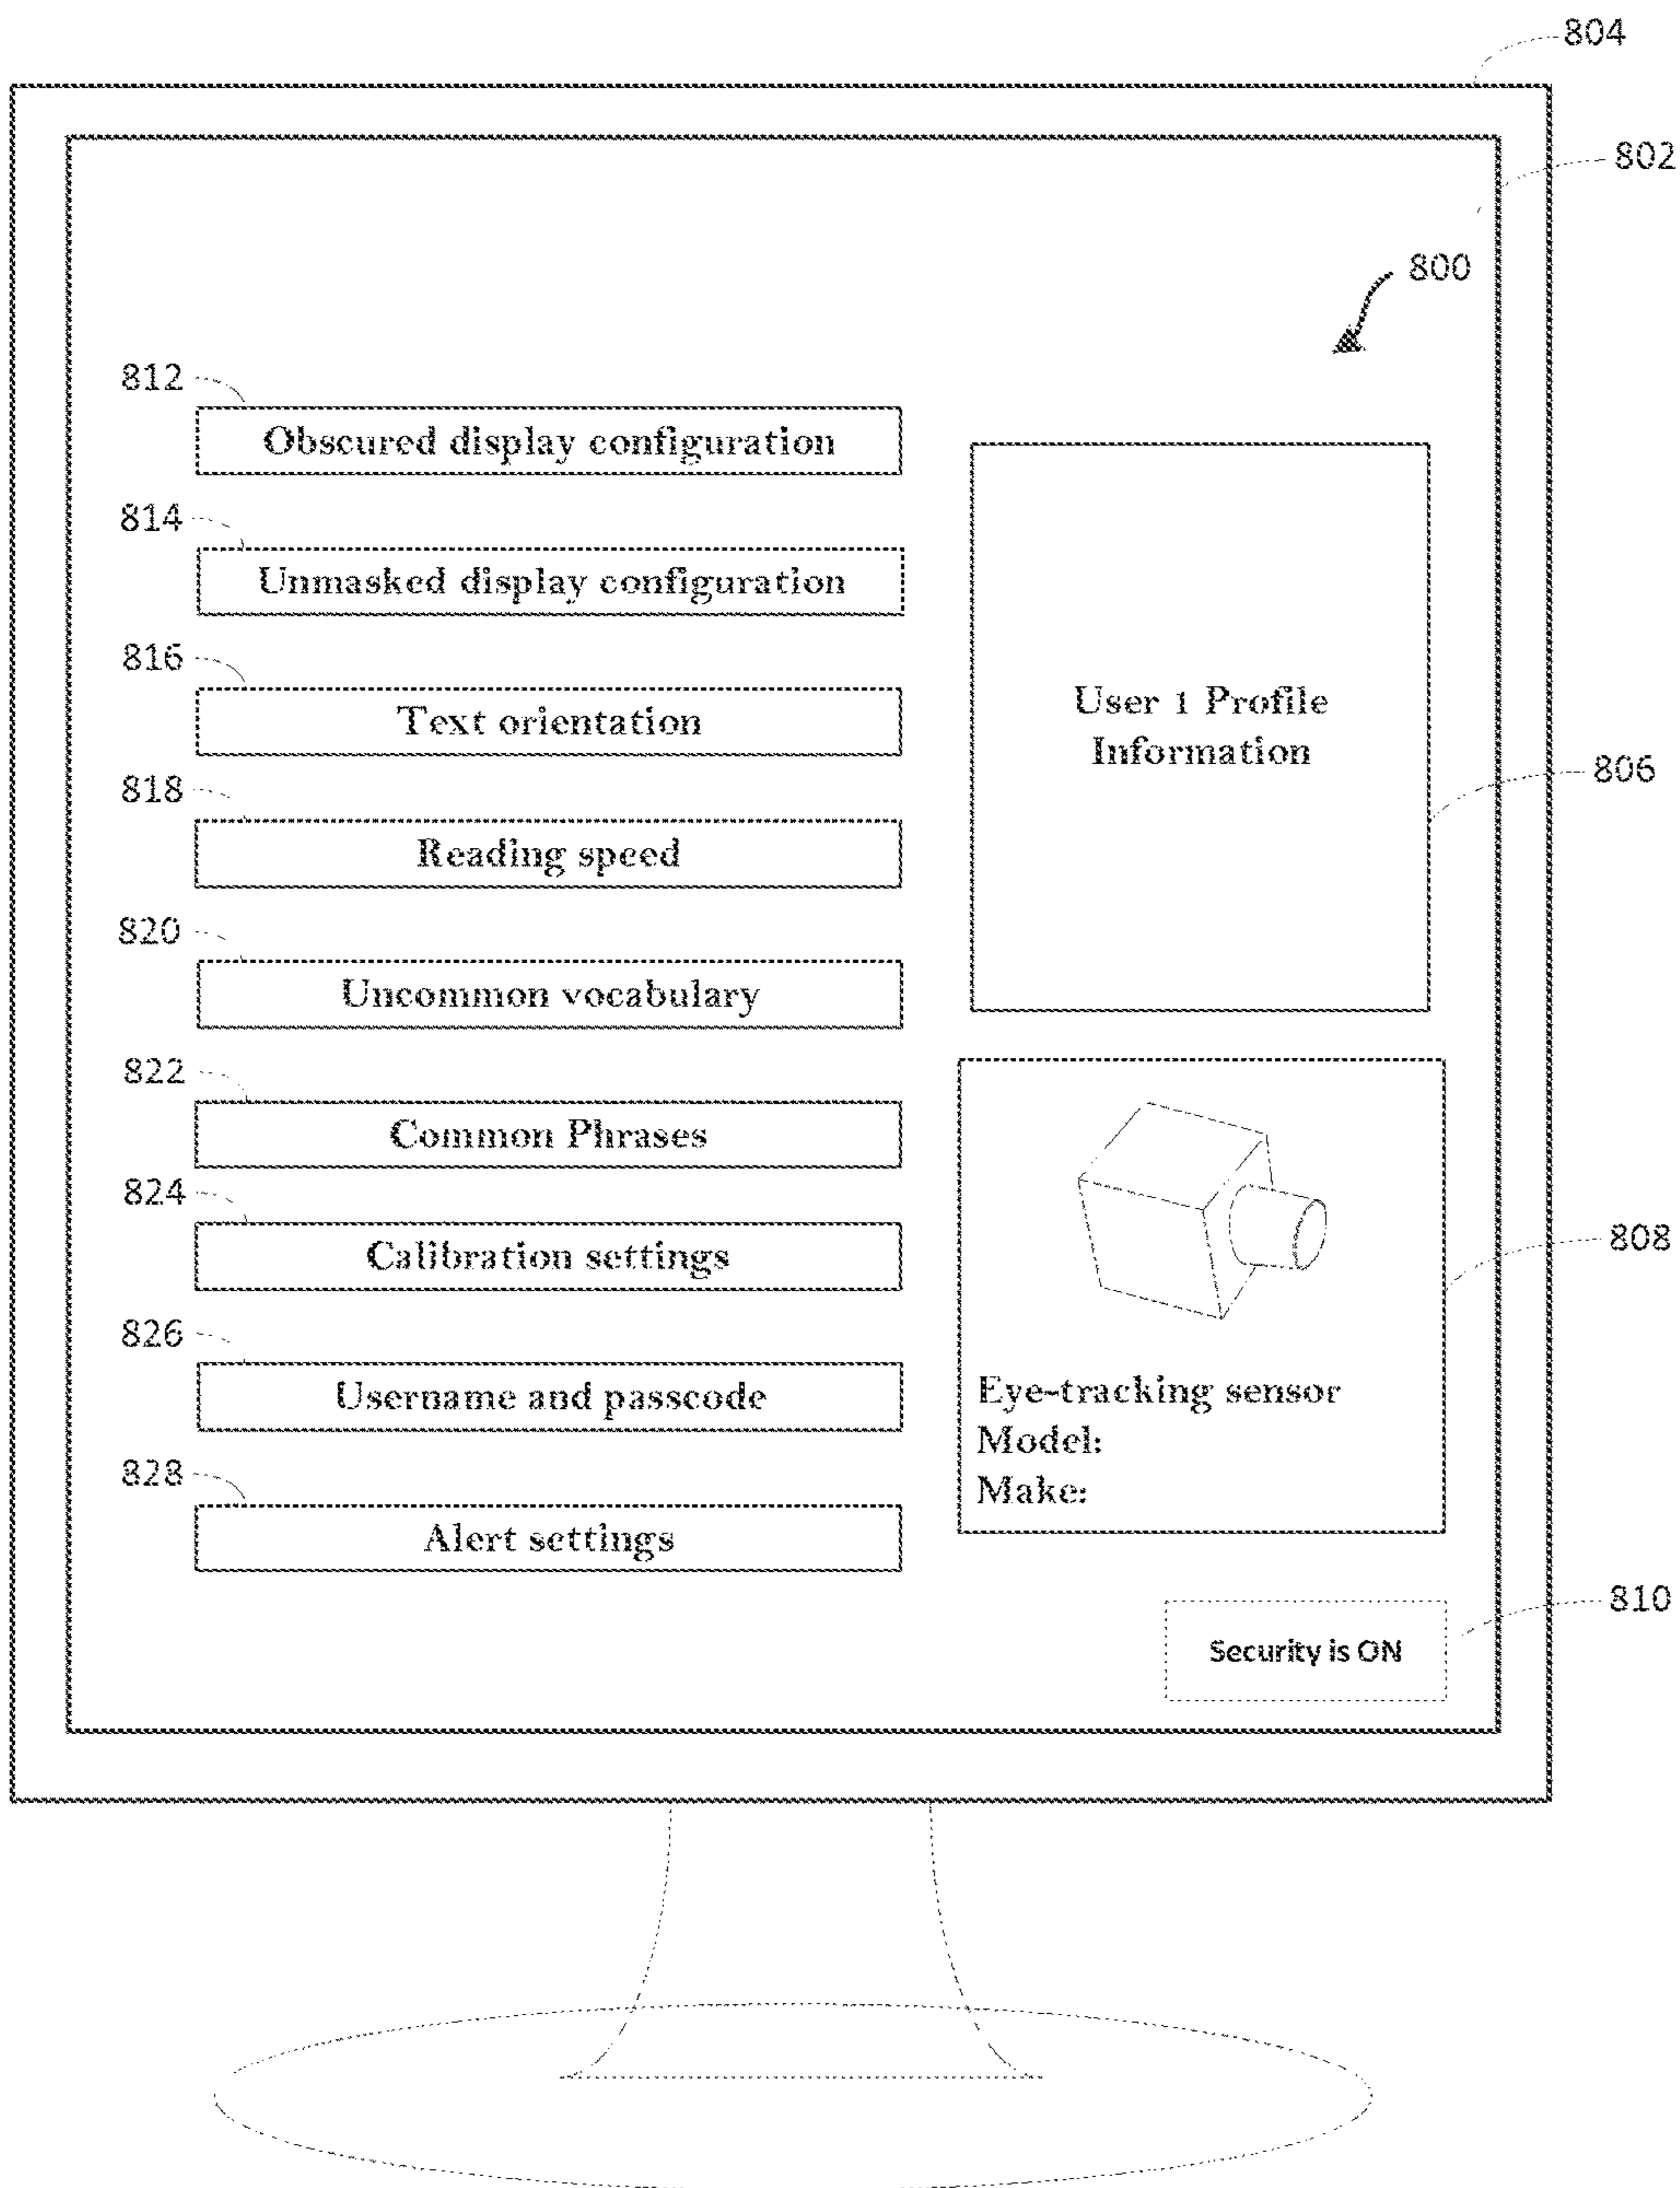 804
802
800
812
Obscured display configuration
814
Unmasked display configuration
816
Text orientation
818
Reading speed
820
Uncommon vocabulary
822
Common Phrases
824
Calibration settings
826
Username and passcode
828
Alert settings
User 1 Profile
Information
806
808
Eye-tracking sensor
Model:
Make:
810
Security is ON